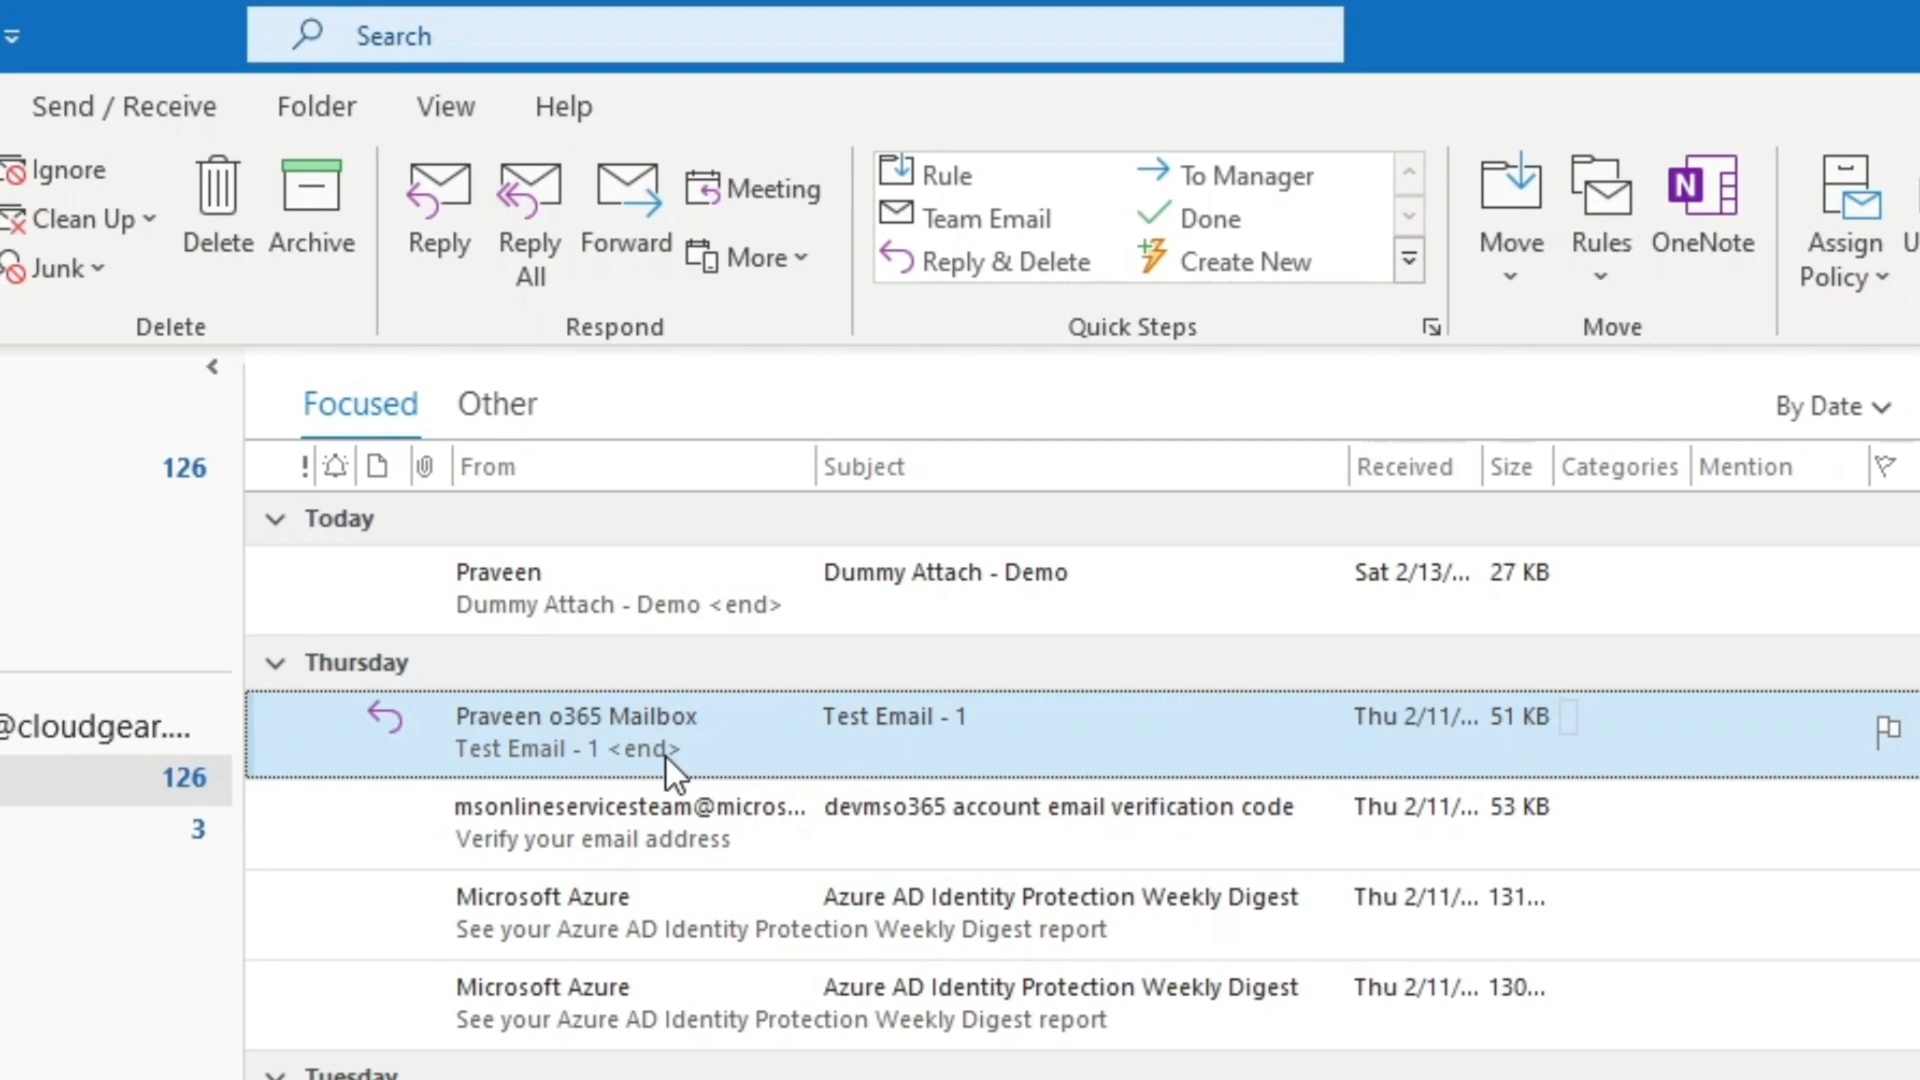 Search
Send / Receive Folder View Help
Ignore
Clean Up
Junk
Delete
Archive
Delete
Reply
Reply All
Forward
Meeting
More
Respond
Rule
Team Email
Reply & Delete
To Manager
Done
Create New
Quick Steps
Move
Rules
OneNote
Move
Assign Policy
U
Focused Other By Date
! From Subject Received Size Categories Mention
126
@cloudgear....
126
3
Today
Praveen Dummy Attach - Demo Sat 2/13/... 27 KB
Dummy Attach - Demo <end>
Thursday
Praveen o365 Mailbox Test Email - 1 Thu 2/11/... 51 KB
Test Email - 1 <end>
msonlineservicesteam@micros... devmso365 account email verification code Thu 2/11/... 53 KB
Verify your email address
Microsoft Azure Azure AD Identity Protection Weekly Digest Thu 2/11/... 131...
See your Azure AD Identity Protection Weekly Digest report
Microsoft Azure Azure AD Identity Protection Weekly Digest Thu 2/11/... 130...
See your Azure AD Identity Protection Weekly Digest report
Tuesday